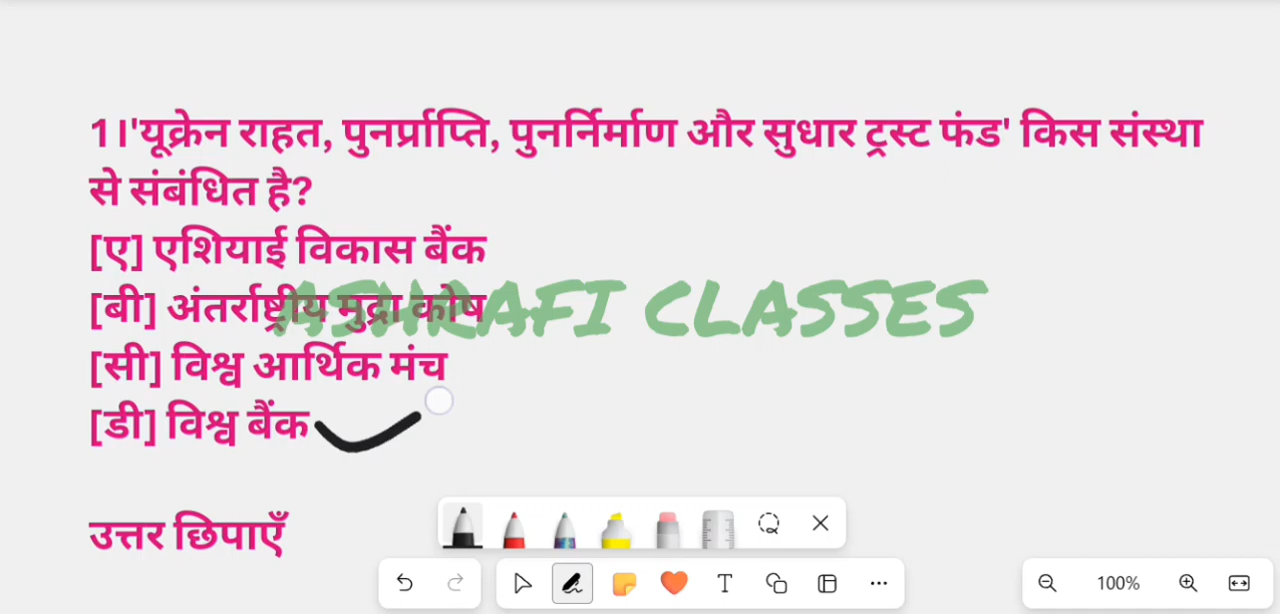 1।'यूक्रेन राहत, पुनर्प्राप्ति, पुनर्निर्माण और सुधार ट्रस्ट फंड' किस संस्था
से संबंधित है?
[ए] एशियाई विकास बैंक
[बी] अंतर्राष्ट्रीय मुद्रा कोष
ASHRAFI CLASSES
[सी] विश्व आर्थिक मंच
[डी] विश्व बैंक
उत्तर छिपाएँ
T
100%